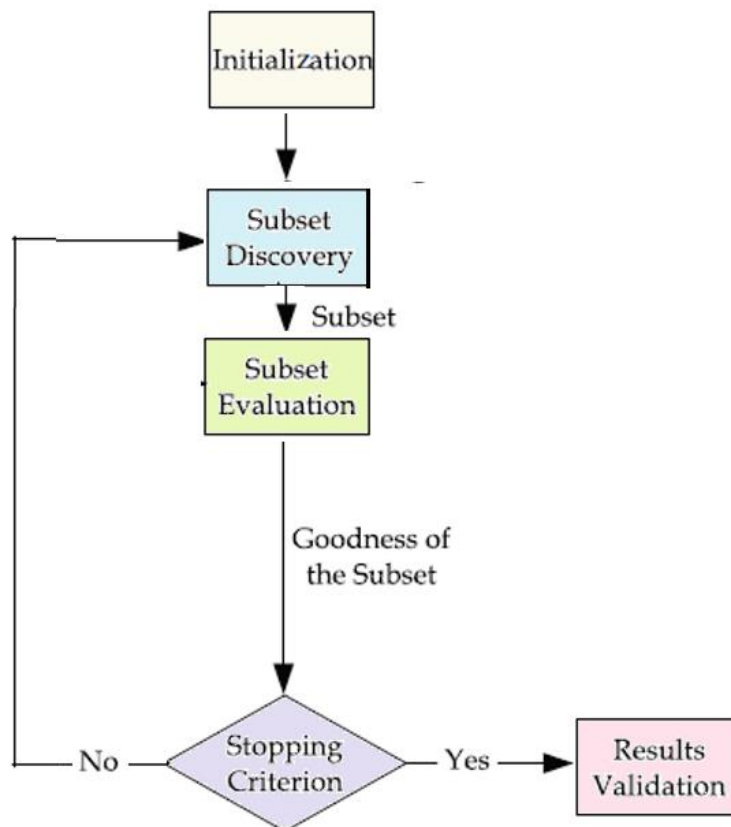 Initialization
Subset
Discovery
Subset
Subset
Evaluation
Goodness of
the Subset
No
Stopping
Criterion
Yes
Results
Validation